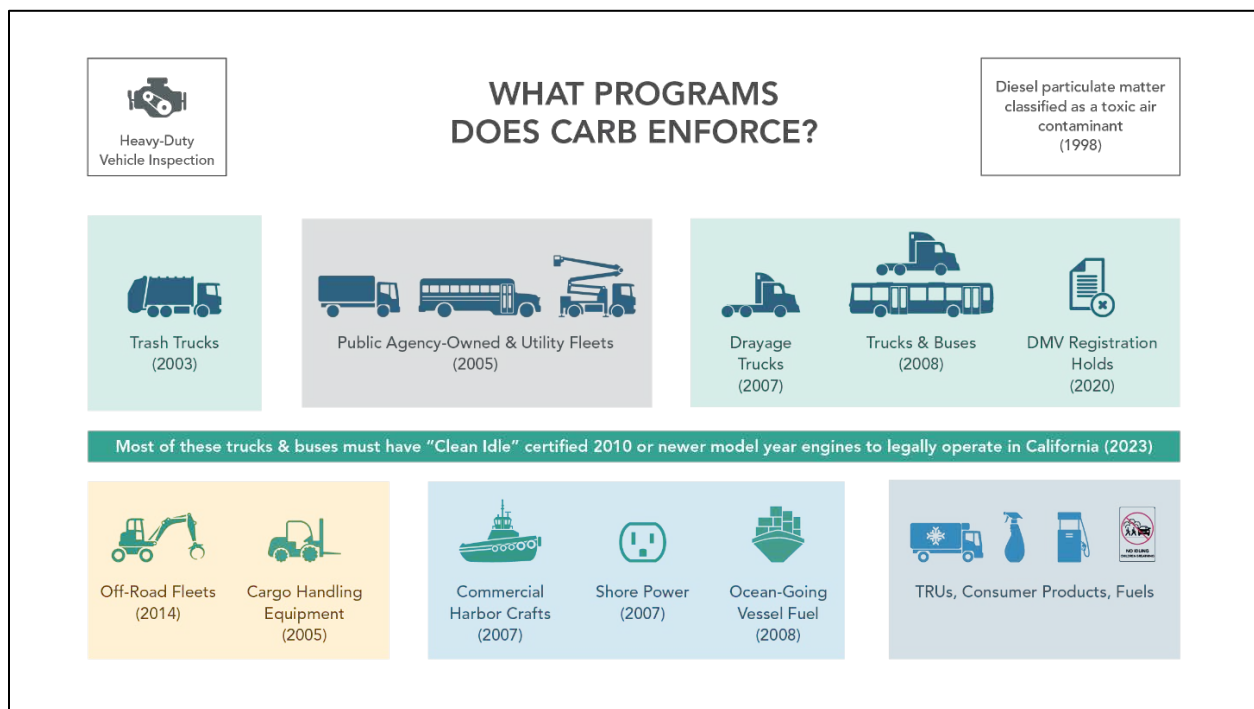 WHAT PROGRAMS
DOES CARB ENFORCE?
Heavy-Duty
Vehicle Inspection
Diesel particulate matter
classified as a toxic air
contaminant
(1998)
Trash Trucks
(2003)
Public Agency-Owned & Utility Fleets
(2005)
Drayage
Trucks
(2007)
Trucks & Buses
(2008)
DMV Registration
Holds
(2020)
Most of these trucks & buses must have “Clean Idle” certified 2010 or newer model year engines to legally operate in California (2023)
Off-Road Fleets
(2014)
Cargo Handling
Equipment
(2005)
Commercial
Harbor Crafts
(2007)
Shore Power
(2007)
Ocean-Going
Vessel Fuel
(2008)
NO IDLING
CHILDREN BREATHING
TRUs, Consumer Products, Fuels